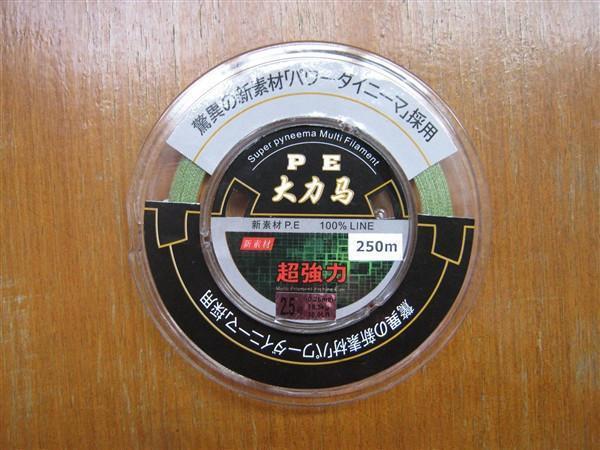 驚異の新素材「パワーダイニーマ」採用
Super pyneema Multi Filament
PE
大力马
新素材 P.E 100% LINE
新素材
250m
超強力
2.5
驚異の新素材「パワーダイニーマ」採用